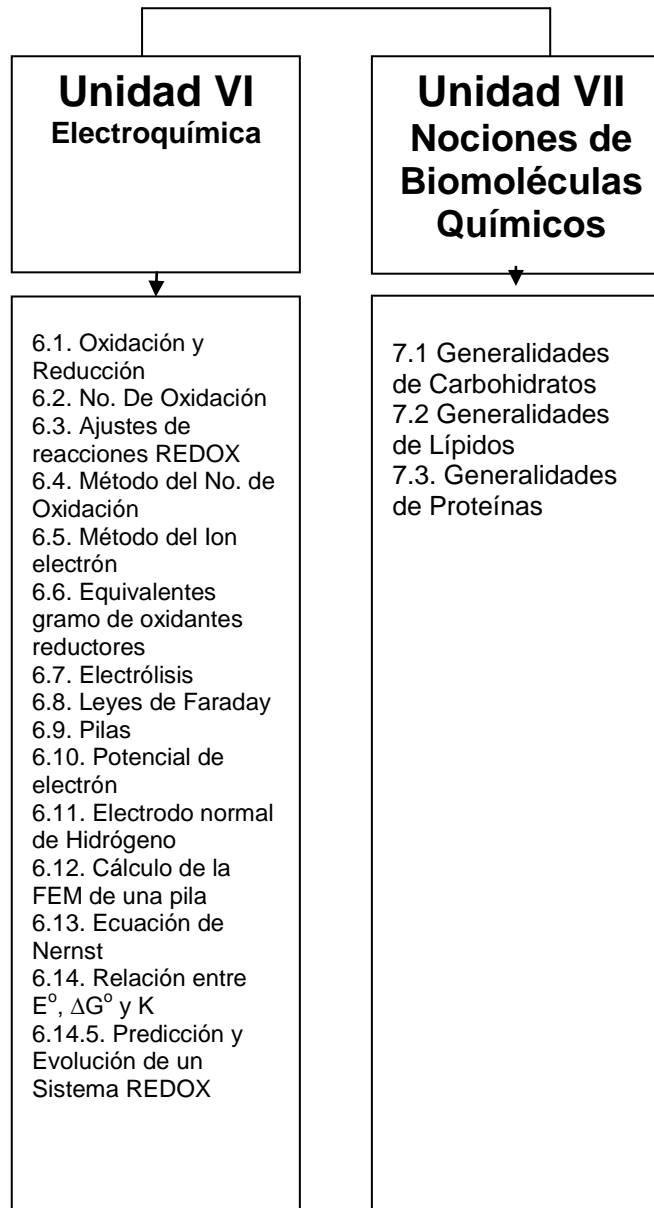 Unidad VI
Electroquímica
6.1. Oxidación y
Reducción
6.2. No. De Oxidación
6.3. Ajustes de
reacciones REDOX
6.4. Método del No. de
Oxidación
6.5. Método del Ion
electrón
6.6. Equivalentes
gramo de oxidantes
reductores
6.7. Electrólisis
6.8. Leyes de Faraday
6.9. Pilas
6.10. Potencial de
electrón
6.11. Electrodo normal
de Hidrógeno
6.12. Cálculo de la
FEM de una pila
6.13. Ecuación de
Nernst
6.14. Relación entre
Eº, ∆Gº y K
6.14.5. Predicción y
Evolución de un
Sistema REDOX
Unidad VII
Nociones de
Biomoléculas
Químicos
7.1 Generalidades
de Carbohidratos
7.2 Generalidades
de Lípidos
7.3. Generalidades
de Proteínas